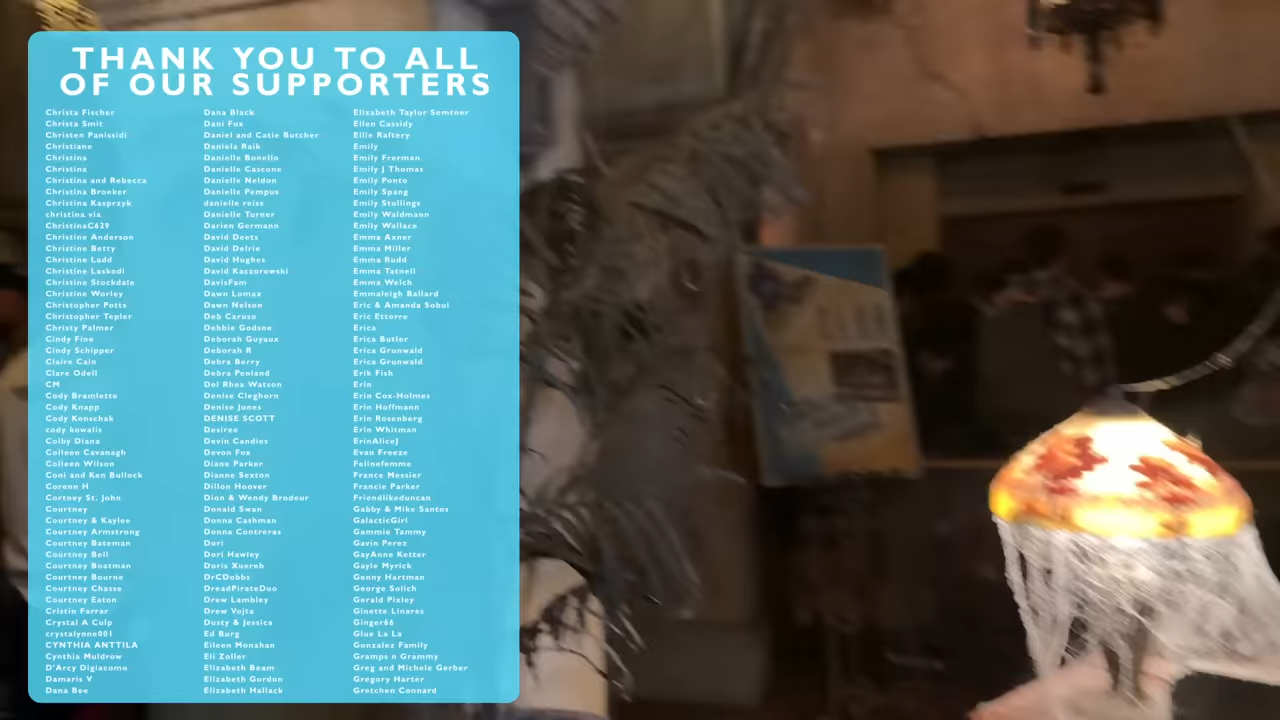 THANK YOU TO ALL
OF OUR SUPPORTERS
Christa Fischer
Christa Smit
Christen Panissidi
Christiane
Christina
Christina
Christina and Rebecca
Christina Broeker
Christina Kasprzyk
christina via
ChristinaC629
Christine Anderson
Christine Betty
Christine Ladd
Christine Laskodi
Christine Stockdale
Christine Worley
Christopher Potts
Christopher Tepler
Christy Palmer
Cindy Fine
Cindy Schipper
Claire Cain
Clare Odell
CM
Cody Bramlette
Cody Knapp
Cody Konschak
cody kowalis
Colby Diana
Colleen Cavanagh
Colleen Wilson
Coni and Ken Bullock
Corenn H
Cortney St. John
Courtney
Courtney & Kaylee
Courtney Armstrong
Courtney Bateman
Courtney Bell
Courtney Boatman
Courtney Bourne
Courtney Chasse
Courtney Eaton
Cristin Farrar
Crystal A Culp
crystalynne001
CYNTHIA ANTTILA
Cynthia Muldrow
D'Arcy Digiacomo
Damaris V
Dana Bee
Dana Black
Dani Fox
Daniel and Catie Butcher
Daniela Raik
Danielle Bonello
Danielle Cascone
Danielle Neldon
Danielle Pempus
danielle reise
Danielle Turner
Darien Germann
David Deets
David Delrie
David Hughes
David Kaczorowski
DavisFam
Dawn Lomax
Dawn Nelson
Deb Caruso
Debbie Godsoe
Deborah Guyaux
Deborah R
Debra Berry
Debra Penland
Del Rhea Watson
Denise Cleghorn
Denise Jones
DENISE SCOTT
Desiree
Devin Candies
Devon Fox
Diane Parker
Dianne Sexton
Dillon Hoover
Dion & Wendy Brodeur
Donald Swan
Donna Cashman
Donna Contreras
Dori
Dori Hawley
Doris Xuereb
DrCDobbs
DreadPirateDuo
Drew Lambley
Drew Vojta
Dusty & Jessica
Ed Burg
Eileen Monahan
Eli Zoller
Elizabeth Beam
Elizabeth Gordon
Elizabeth Hallack
Elizabeth Taylor Semtner
Ellen Cassidy
Ellie Raftery
Emily
Emily Frerman
Emily J Thomas
Emily Ponto
Emily Spang
Emily Stollings
Emily Waldmann
Emily Wallace
Emma Axner
Emma Miller
Emma Rudd
Emma Tatnell
Emma Welch
Emmaleigh Ballard
Eric & Amanda Sobul
Eric Ettorre
Erica
Erica Butler
Erica Grunwald
Erica Grunwald
Erik Fish
Erin
Erin Cox-Holmes
Erin Hoffmann
Erin Rosenberg
Erin Whitman
ErinAliceJ
Evan Freeze
Felinefemme
France Messier
Francie Parker
Friendlikeduncan
Gabby & Mike Santos
GalacticGirl
Gammie Tammy
Gavin Perez
GayAnne Ketter
Gayle Myrick
Genny Hartman
George Solich
Gerald Pixley
Ginette Linares
Ginger66
Glue La La
Gonzalez Family
Gramps n Grammy
Greg and Michele Gerber
Gregory Harter
Gretchen Connard